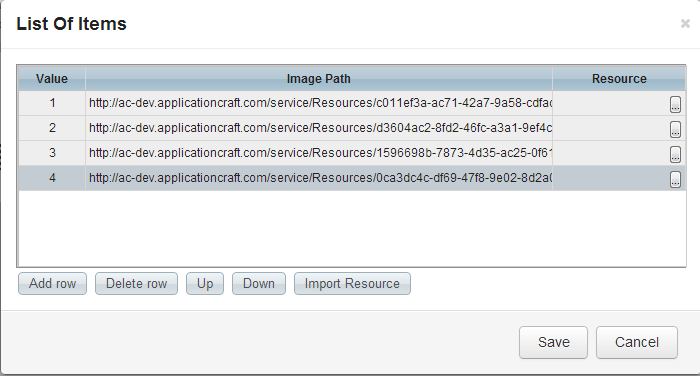 List Of Items
×
Value Image Path Resource
1 http://ac-dev.applicationcraft.com/service/Resources/c011ef3a-ac71-42a7-9a58-cdfac ...
2 http://ac-dev.applicationcraft.com/service/Resources/d3604ac2-8fd2-46fc-a3a1-9ef4c ...
3 http://ac-dev.applicationcraft.com/service/Resources/1596698b-7873-4d35-ac25-0f61 ...
4 http://ac-dev.applicationcraft.com/service/Resources/0ca3dc4c-df69-47f8-9e02-8d2a0 ...
Add row Delete row Up Down Import Resource
Save Cancel